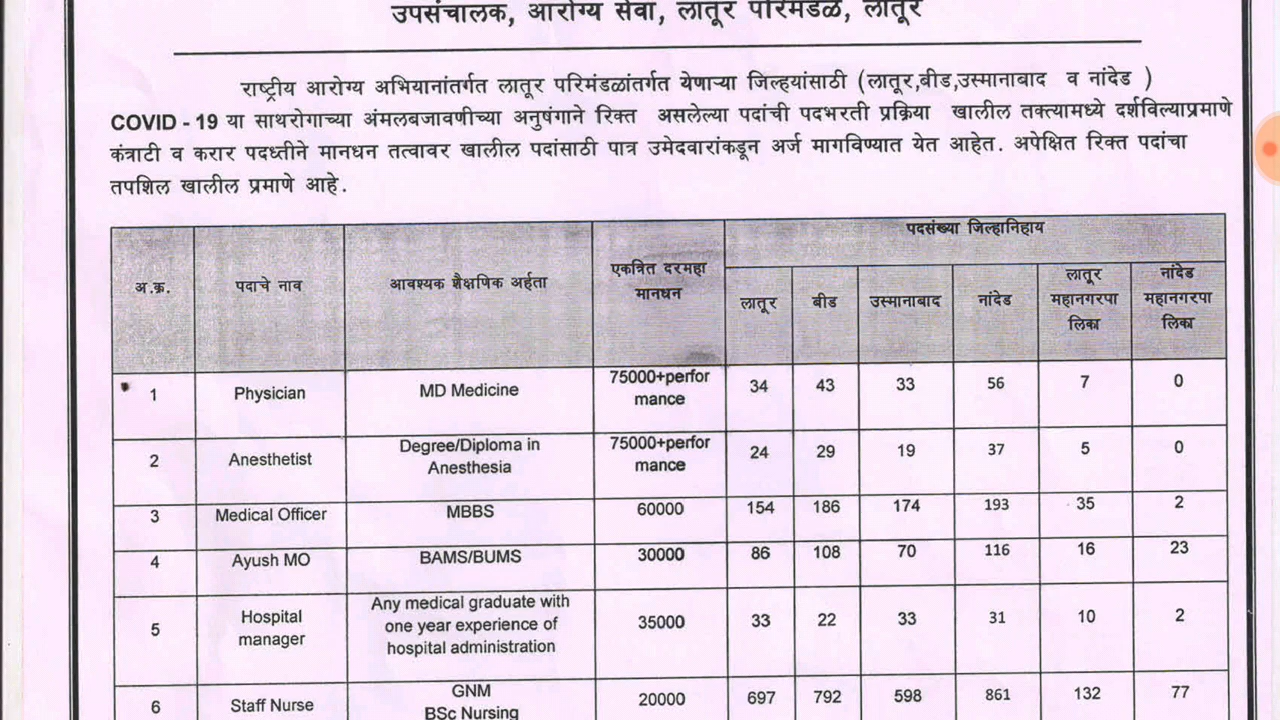 उपसंचालक, आरोग्य सेवा, लातूर परिमंडळ, लातूर
राष्ट्रीय आरोग्य अभियानांतर्गत लातूर परिमंडळांतर्गत येणाऱ्या जिल्हयांसाठी (लातूर,बीड,उस्मानाबाद व नांदेड )
COVID - 19 या साथरोगाच्या अंमलबजावणीच्या अनुषंगाने रिक्त असलेल्या पदांची पदभरती प्रक्रिया खालील तक्त्यामध्ये दर्शविल्याप्रमाणे
कंत्राटी व करार पदध्तीने मानधन तत्वावर खालील पदांसाठी पात्र उमेदवारांकडून अर्ज मागविण्यात येत आहेत. अपेक्षित रिक्त पदांचा
तपशिल खालील प्रमाणे आहे.
अ.क्र. पदाचे नाव आवश्यक शैक्षणिक अर्हता एकत्रित दरमहा मानधन पदसंख्या जिल्हानिहाय
लातूर बीड उस्मानाबाद नांदेड लातूर महानगरपा लिका नांदेड महानगरपा लिका
1 Physician MD Medicine 75000+perfor mance 34 43 33 56 7 0
2 Anesthetist Degree/Diploma in Anesthesia 75000+perfor mance 24 29 19 37 5 0
3 Medical Officer MBBS 60000 154 186 174 193 35 2
4 Ayush MO BAMS/BUMS 30000 86 108 70 116 16 23
5 Hospital manager Any medical graduate with one year experience of hospital administration 35000 33 22 33 31 10 2
6 Staff Nurse GNM BSc Nursing 20000 697 792 598 861 132 77